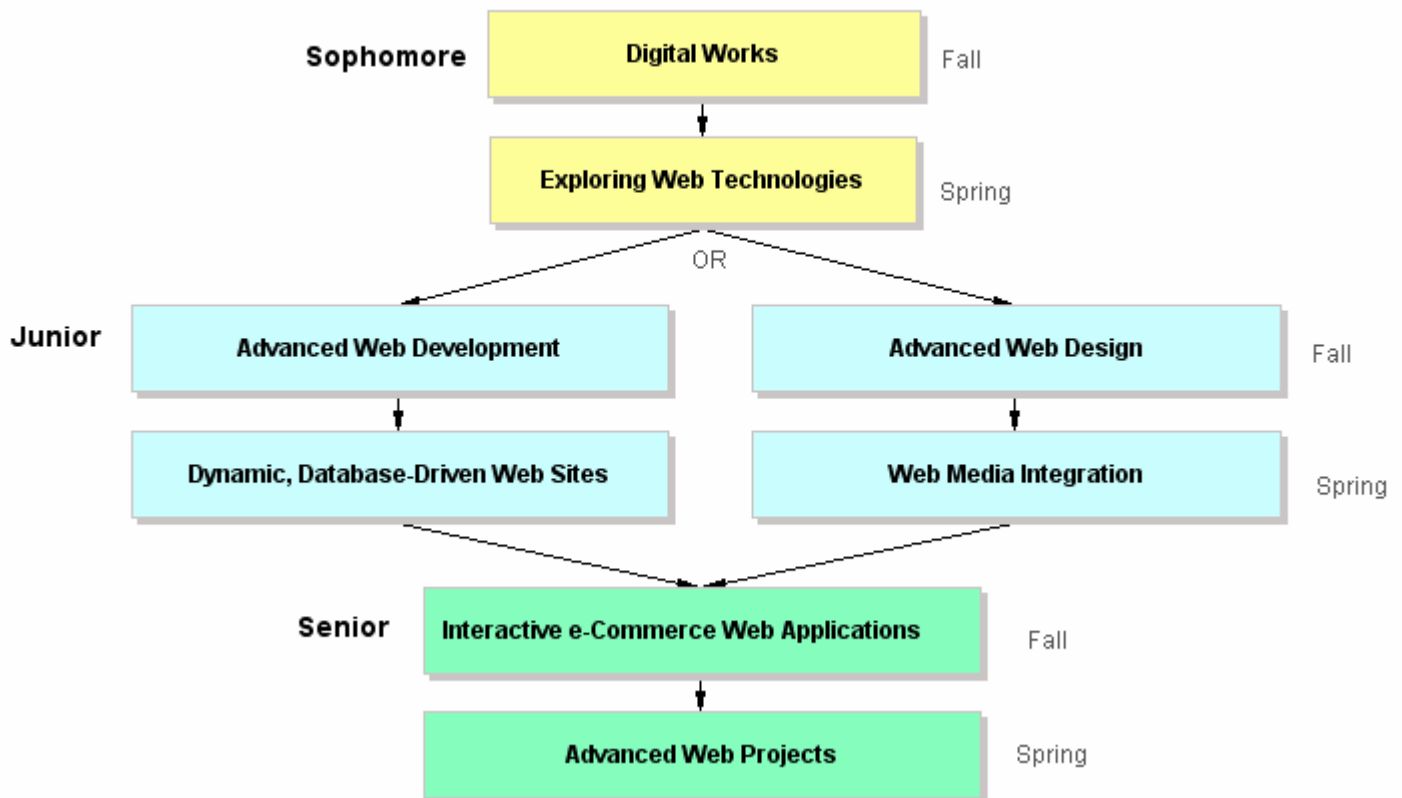 Sophomore
Digital Works
Fall
Exploring Web Technologies
Spring
OR
Junior
Advanced Web Development
Advanced Web Design
Fall
Dynamic, Database-Driven Web Sites
Web Media Integration
Spring
Senior
Interactive e-Commerce Web Applications
Fall
Advanced Web Projects
Spring